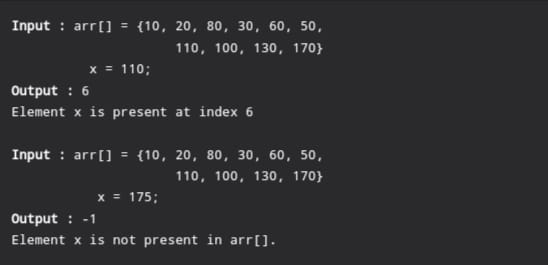 Input : arr[] = {10, 20, 80, 30, 60, 50,
110, 100, 130, 170}
x = 110;
Output : 6
Element x is present at index 6
Input : arr[] = {10, 20, 80, 30, 60, 50,
110, 100, 130, 170}
x = 175;
Output : -1
Element x is not present in arr[].